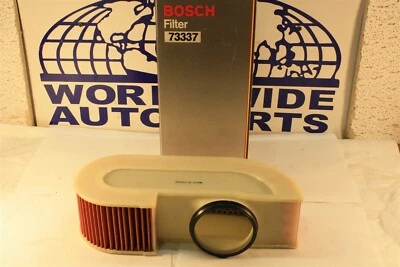 BOSCH
Filter
73337
WORLDWIDE
AUTO PARTS